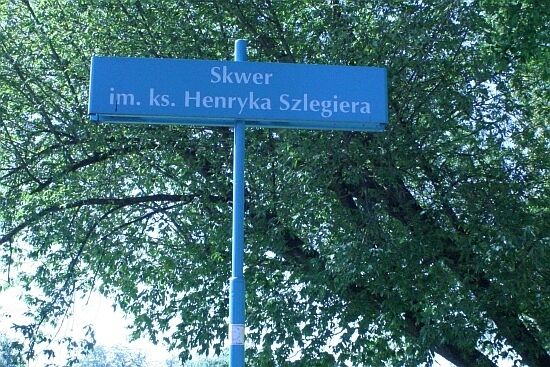 Skwer
im. ks. Henryka Szlegiera